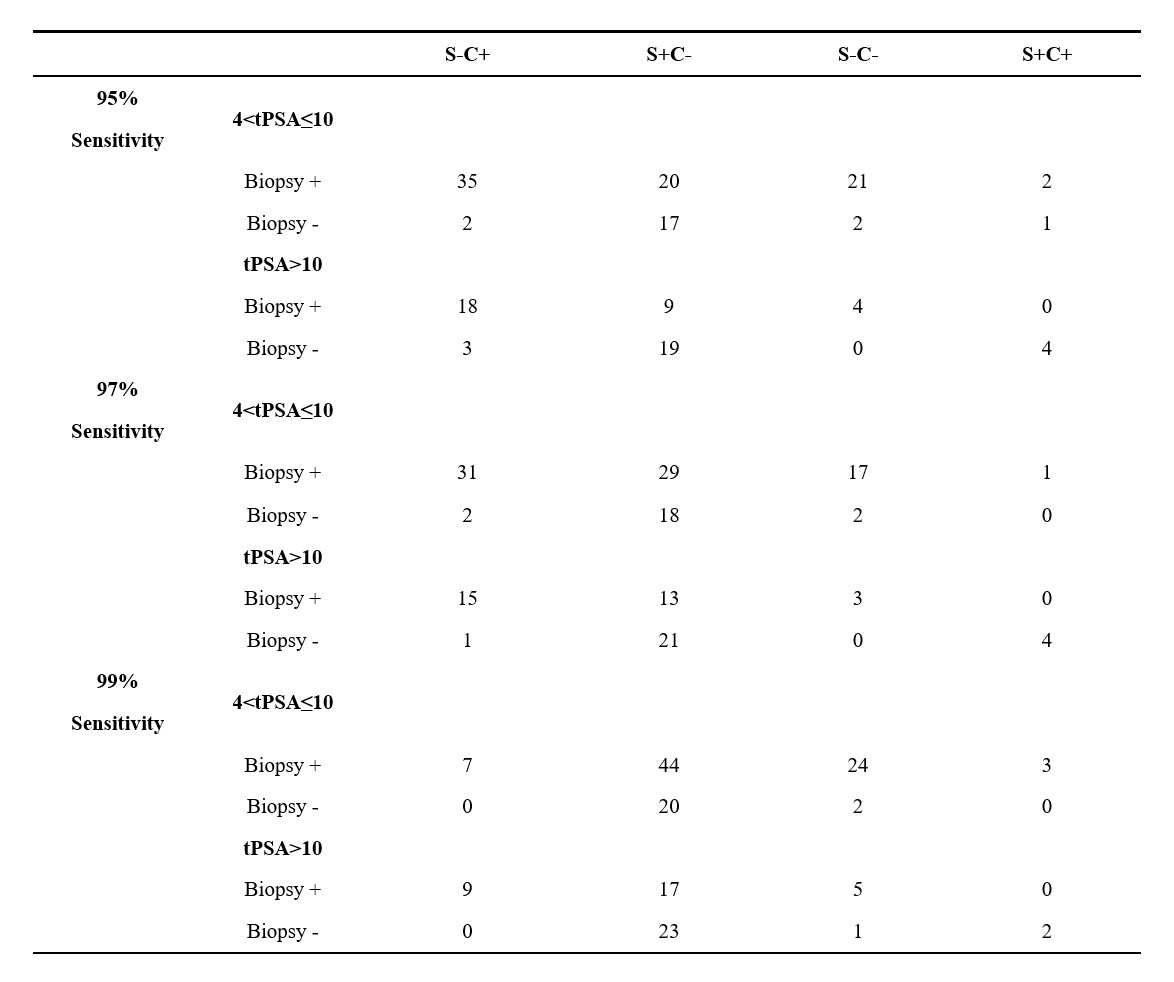 S-C+ S+C- S-C- S+C+
95%
Sensitivity 4<tPSA≤10
Biopsy + 35 20 21 2
Biopsy - 2 17 2 1
tPSA>10
Biopsy + 18 9 4 0
Biopsy - 3 19 0 4
97%
Sensitivity 4<tPSA≤10
Biopsy + 31 29 17 1
Biopsy - 2 18 2 0
tPSA>10
Biopsy + 15 13 3 0
Biopsy - 1 21 0 4
99%
Sensitivity 4<tPSA≤10
Biopsy + 7 44 24 3
Biopsy - 0 20 2 0
tPSA>10
Biopsy + 9 17 5 0
Biopsy - 0 23 1 2